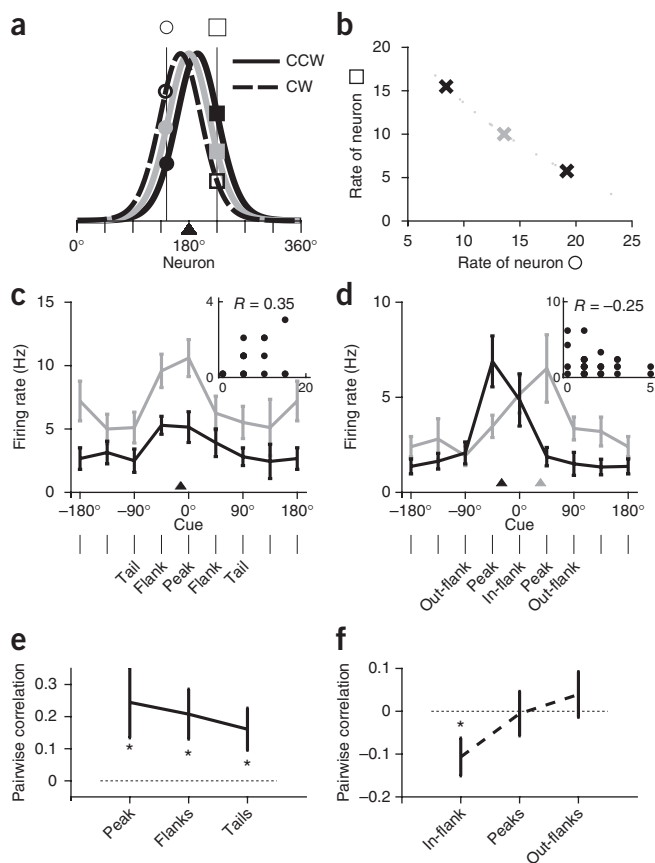 a
CCW
CW
0°
180°
360°
Neuron
b
20
15
10
5
0
Rate of neuron □
5
10
15
20
25
Rate of neuron ○
c
15
10
5
0
Firing rate (Hz)
4
0
R = 0.35
0
20
–180°
–90°
0°
90°
180°
Cue
Tail
Flank
Peak
Flank
Tail
d
10
5
0
Firing rate (Hz)
10
0
R = –0.25
0
5
–180°
–90°
0°
90°
180°
Cue
Out-flank
Peak
In-flank
Peak
Out-flank
e
Pairwise correlation
0.3
0.2
0.1
0
*
*
*
Peak
Flanks
Tails
f
Pairwise correlation
0.1
0
–0.1
–0.2
*
In-flank
Peaks
Out-flanks